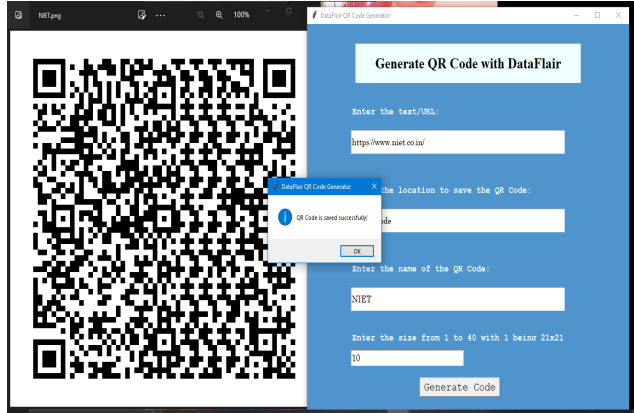 NIET.png
100%
DataFlair QR Code Generator
Generate QR Code with DataFlair
Enter the text/URL:
https://www.niet.co.in/
the location to save the QR Code:
DataFlair QR Code Generator
QR Code is saved successfully!
OK
Enter the name of the QR Code:
NIET
Enter the size from 1 to 40 with 1 being 21x21
10
Generate Code